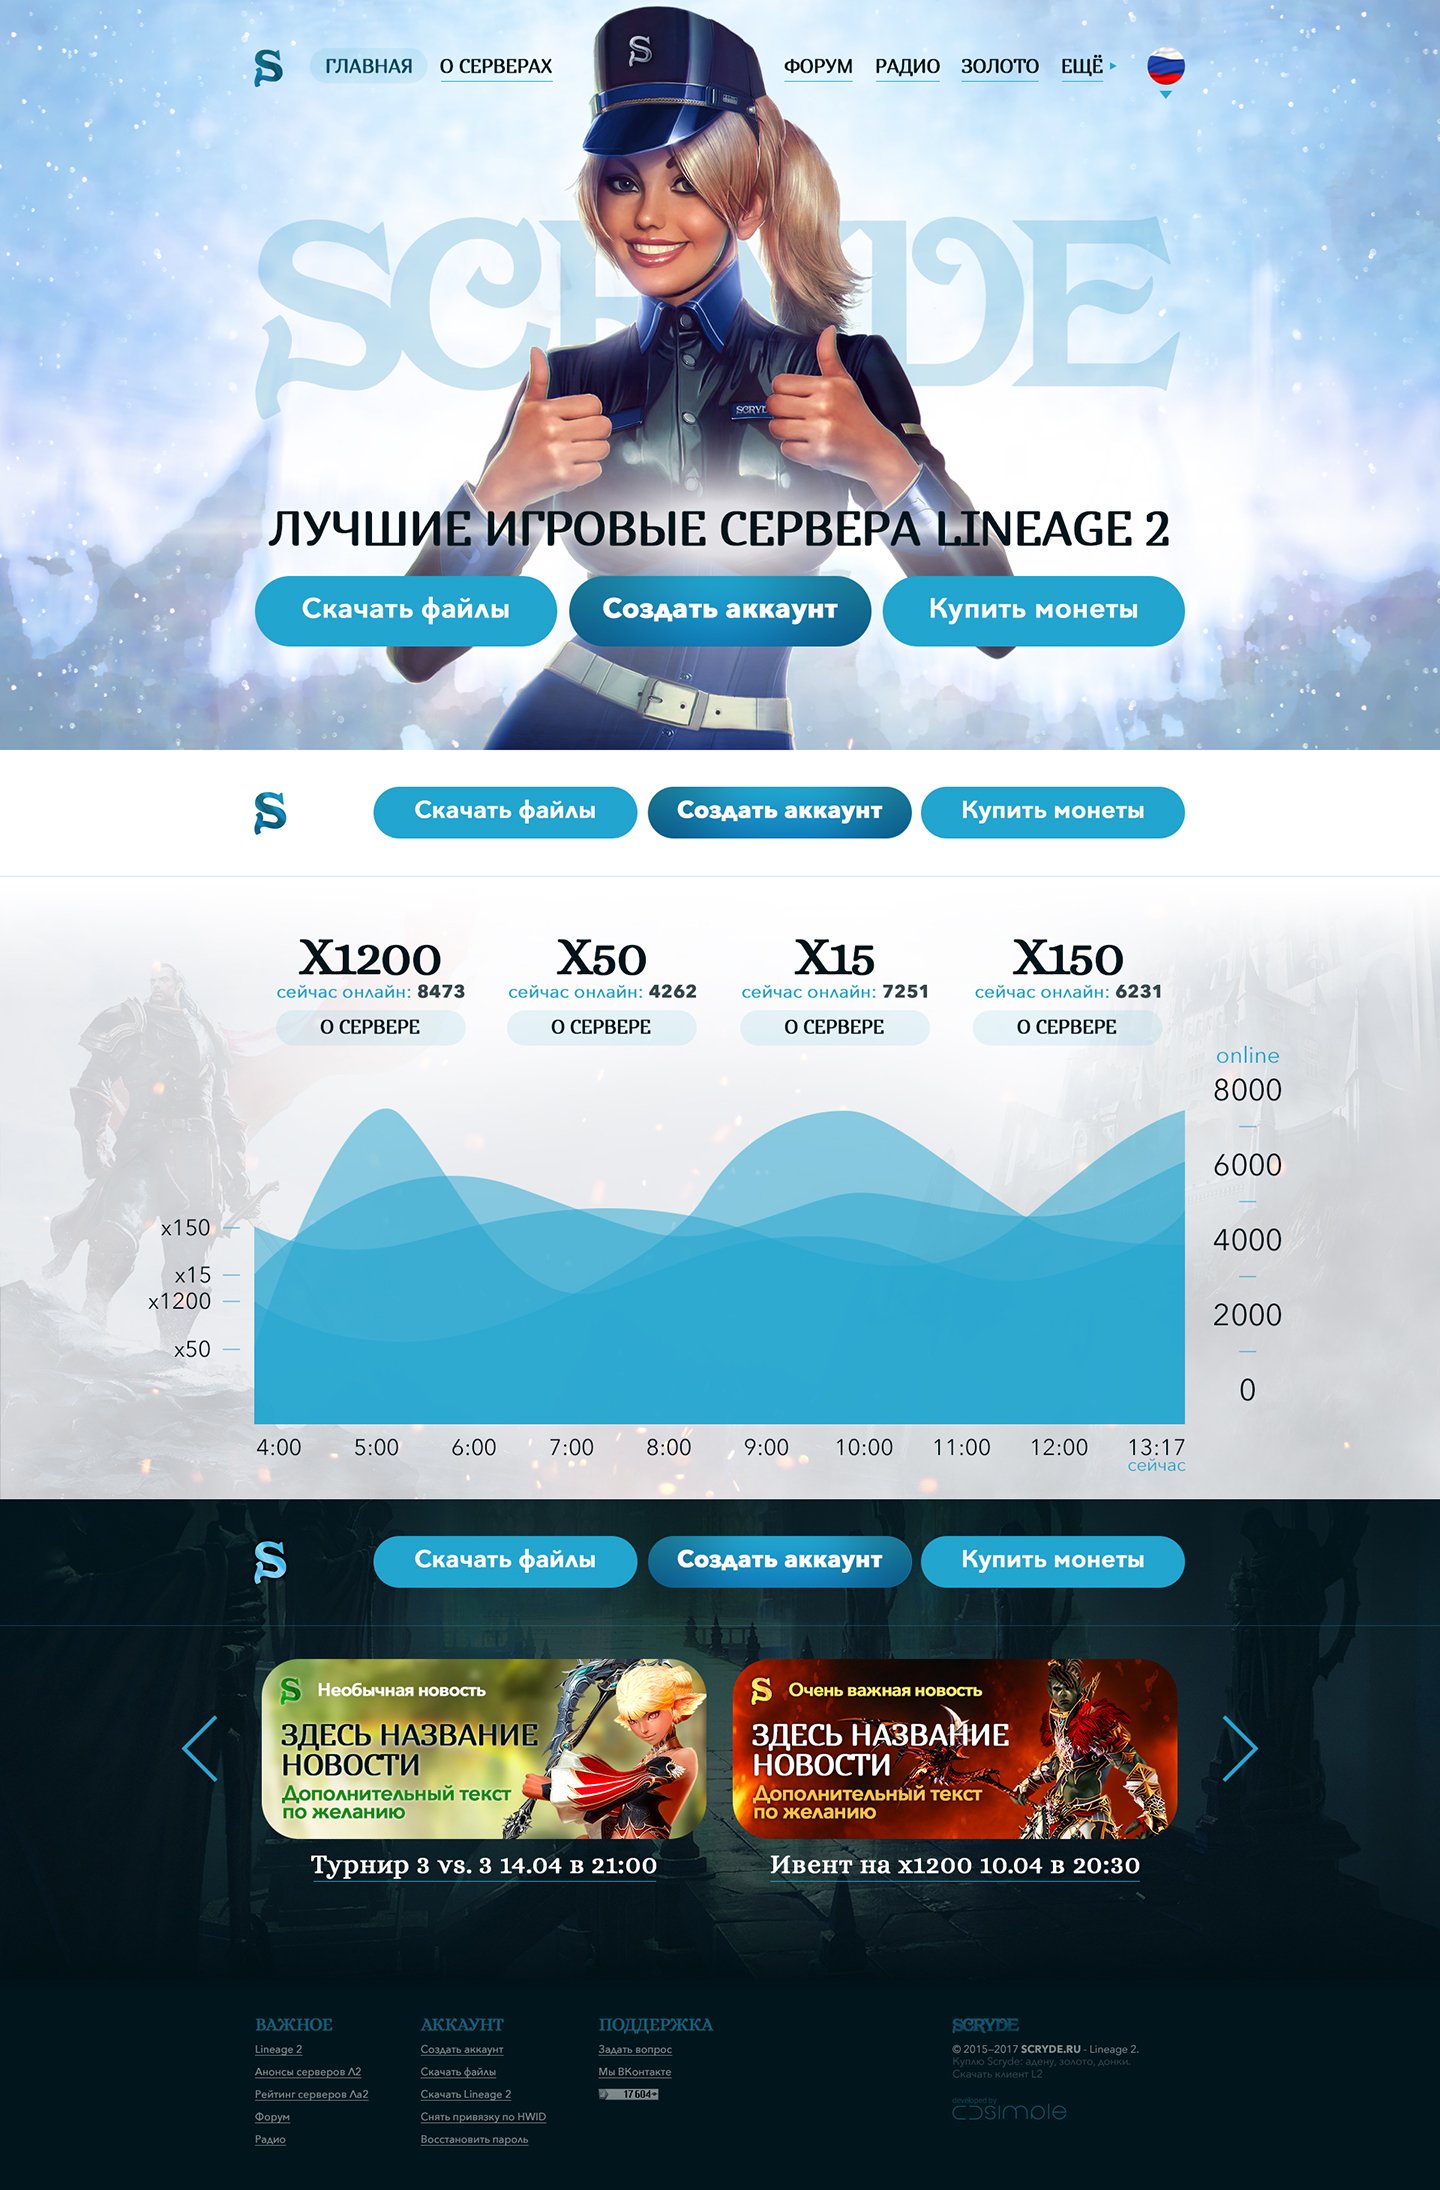 S ГЛАВНАЯ О СЕРВЕРАХ ФОРУМ РАДИО ЗОЛОТО ЕЩЁ
S
SCRYDE
SCRYDE
ЛУЧШИЕ ИГРОВЫЕ СЕРВЕРА LINEAGE 2
Скачать файлы Создать аккаунт Купить монеты
S Скачать файлы Создать аккаунт Купить монеты
X1200 X50 X15 X150
сейчас онлайн: 8473 сейчас онлайн: 4262 сейчас онлайн: 7251 сейчас онлайн: 6231
О СЕРВЕРЕ О СЕРВЕРЕ О СЕРВЕРЕ О СЕРВЕРЕ
online
8000
6000
4000
2000
0
x150
x15
x1200
x50
4:00 5:00 6:00 7:00 8:00 9:00 10:00 11:00 12:00 13:17
сейчас
S Скачать файлы Создать аккаунт Купить монеты
S Необычная новость
ЗДЕСЬ НАЗВАНИЕ
НОВОСТИ
Дополнительный текст
по желанию
Турнир 3 vs. 3 14.04 в 21:00
S Очень важная новость
ЗДЕСЬ НАЗВАНИЕ
НОВОСТИ
Дополнительный текст
по желанию
Ивент на x1200 10.04 в 20:30
ВАЖНОЕ
Lineage 2
Анонсы серверов Л2
Рейтинг серверов Ла2
Форум
Радио
АККАУНТ
Создать аккаунт
Скачать файлы
Скачать Lineage 2
Снять привязку по HWID
Восстановить пароль
ПОДДЕРЖКА
Задать вопрос
Мы ВКонтакте
17604
SCRYDE
© 2015–2017 SCRYDE.RU - Lineage 2.
Куплю Scryde: адену, золото, донки.
Скачать клиент L2
developed by
simple